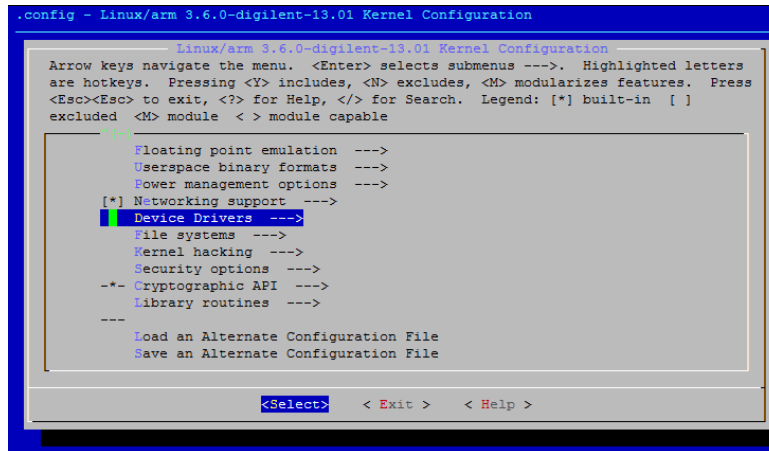 .config - Linux/arm 3.6.0-digilent-13.01 Kernel Configuration
Linux/arm 3.6.0-digilent-13.01 Kernel Configuration
Arrow keys navigate the menu. <Enter> selects submenus --->. Highlighted letters
are hotkeys. Pressing <Y> includes, <N> excludes, <M> modularizes features. Press
<Esc><Esc> to exit, <?> for Help, </> for Search. Legend: [*] built-in [ ]
excluded <M> module < > module capable
Floating point emulation --->
Userspace binary formats --->
Power management options --->
[*] Networking support --->
Device Drivers --->
File systems --->
Kernel hacking --->
Security options --->
-*- Cryptographic API --->
Library routines --->
---
Load an Alternate Configuration File
Save an Alternate Configuration File
<Select> < Exit > < Help >